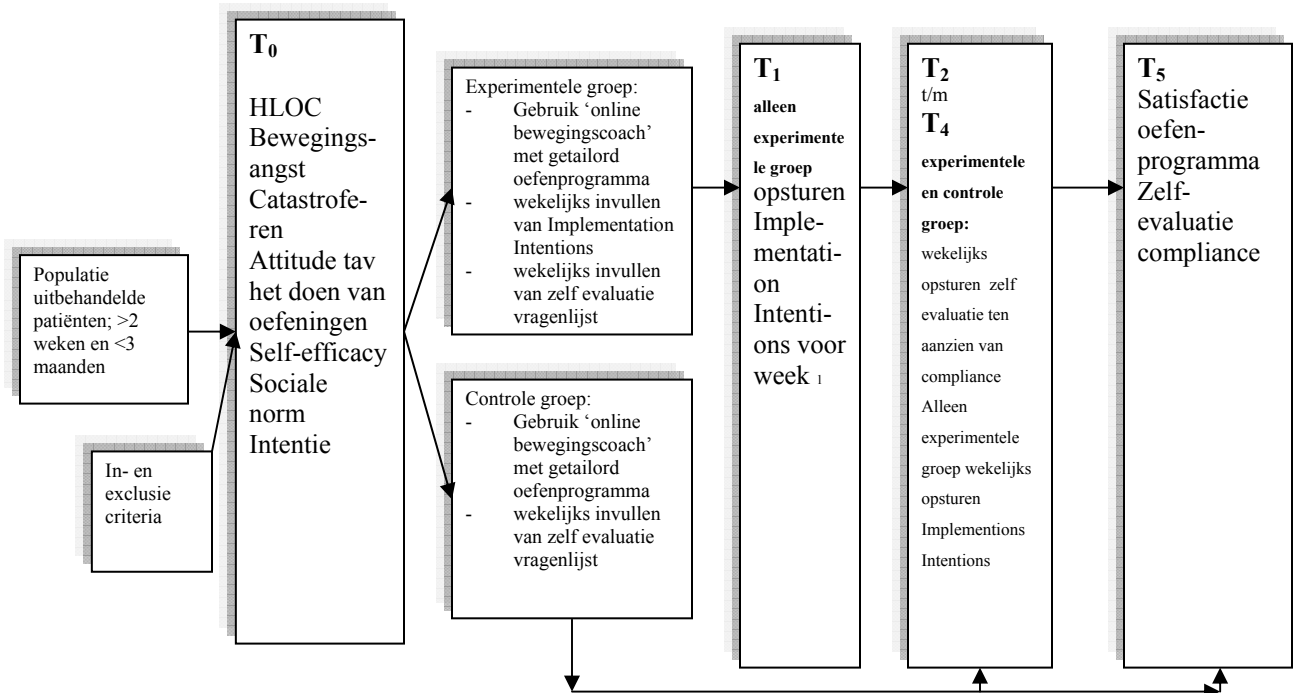 Populatie
uitbehandelde
patiënten; >2
weken en <3
maanden
In- en
exclusie
criteria
T0
HLOC
Bewegings-
angst
Catastrofe-
ren
Attitude tav
het doen van
oefeningen
Self-efficacy
Sociale
norm
Intentie
Experimentele groep:
- Gebruik ‘online
bewegingscoach’
met getailord
oefenprogramma
- wekelijks invullen
van Implementation
Intentions
- wekelijks invullen
van zelf evaluatie
vragenlijst
Controle groep:
- Gebruik ‘online
bewegingscoach’
met getailord
oefenprogramma
- wekelijks invullen
van zelf evaluatie
vragenlijst
T1
alleen
experimente
le groep
opsturen
Imple-
mentati-
on
Intenti-
ons voor
week 1
T2
t/m
T4
experimentele
en controle
groep:
wekelijks
opsturen zelf
evaluatie ten
aanzien van
compliance
Alleen
experimentele
groep wekelijks
opsturen
Implementions
Intentions
T5
Satisfactie
oefen-
programma
Zelf-
evaluatie
compliance